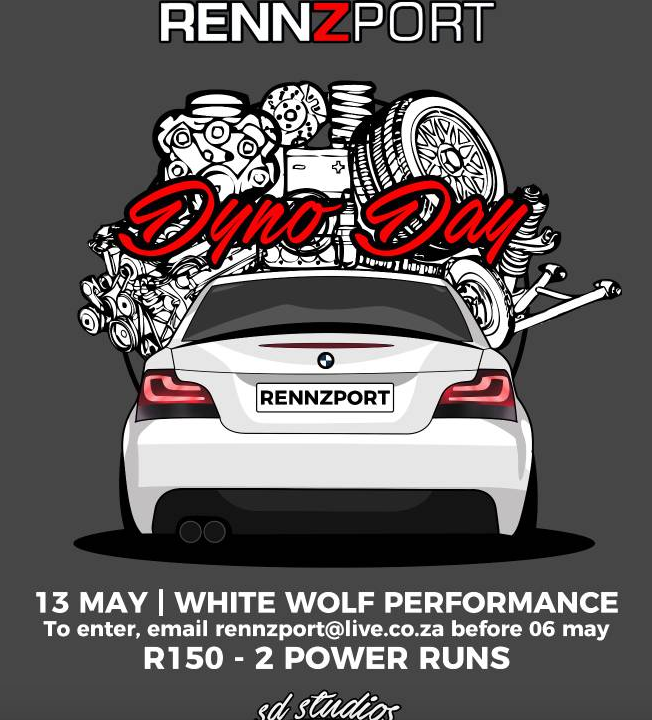 RENNZPORT
Dyno Day
RENNZPORT
13 MAY | WHITE WOLF PERFORMANCE
To enter, email rennzport@live.co.za before 06 may
R150 - 2 POWER RUNS
sd studios